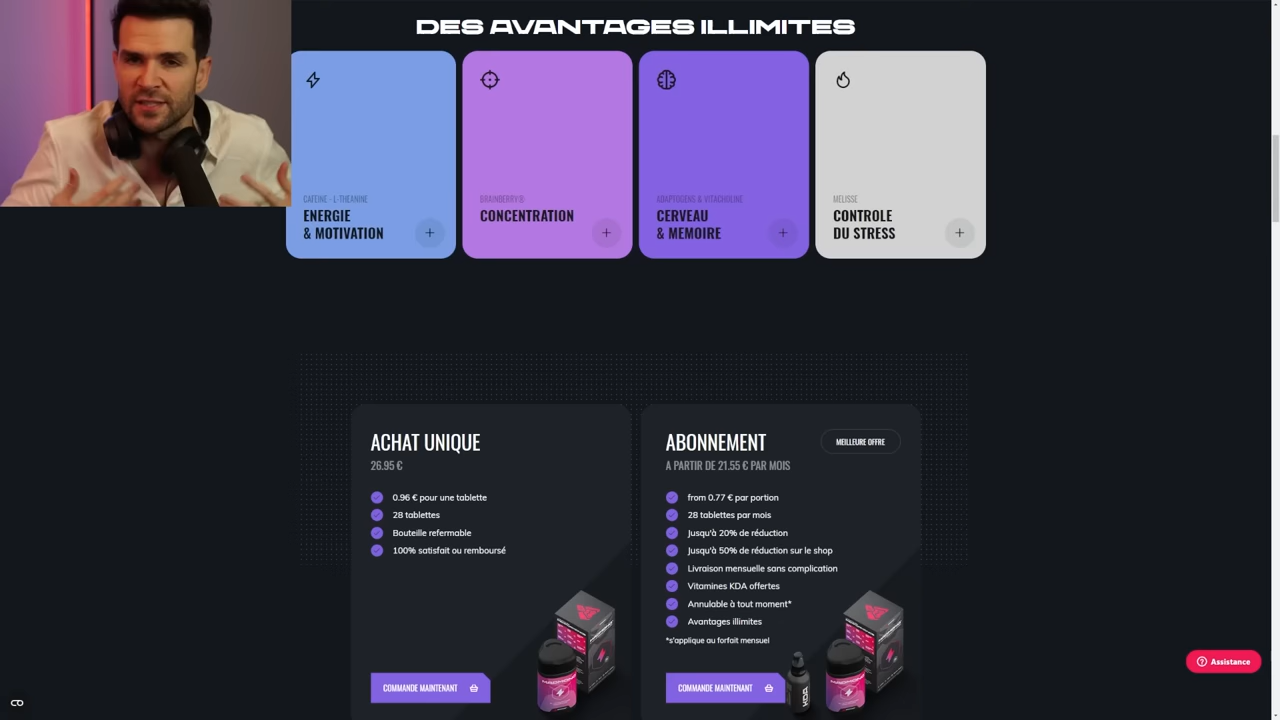 DES AVANTAGES ILLIMITES
CAFEINE - L-THEANINE
ENERGIE
& MOTIVATION
BRAINBERRY®
CONCENTRATION
ADAPTOGENS & VITACHOLINE
CERVEAU
& MEMOIRE
MELISSE
CONTROLE
DU STRESS
ACHAT UNIQUE
26.95 €
0.96 € pour une tablette
28 tablettes
Bouteille refermable
100% satisfait ou remboursé
COMMANDE MAINTENANT
ABONNEMENT
MEILLEURE OFFRE
A PARTIR DE 21.55 € PAR MOIS
from 0.77 € par portion
28 tablettes par mois
Jusqu'à 20% de réduction
Jusqu'à 50% de réduction sur le shop
Livraison mensuelle sans complication
Vitamines KDA offertes
Annulable à tout moment*
Avantages illimites
*s'applique au forfait mensuel
COMMANDE MAINTENANT
KDA
Assistance